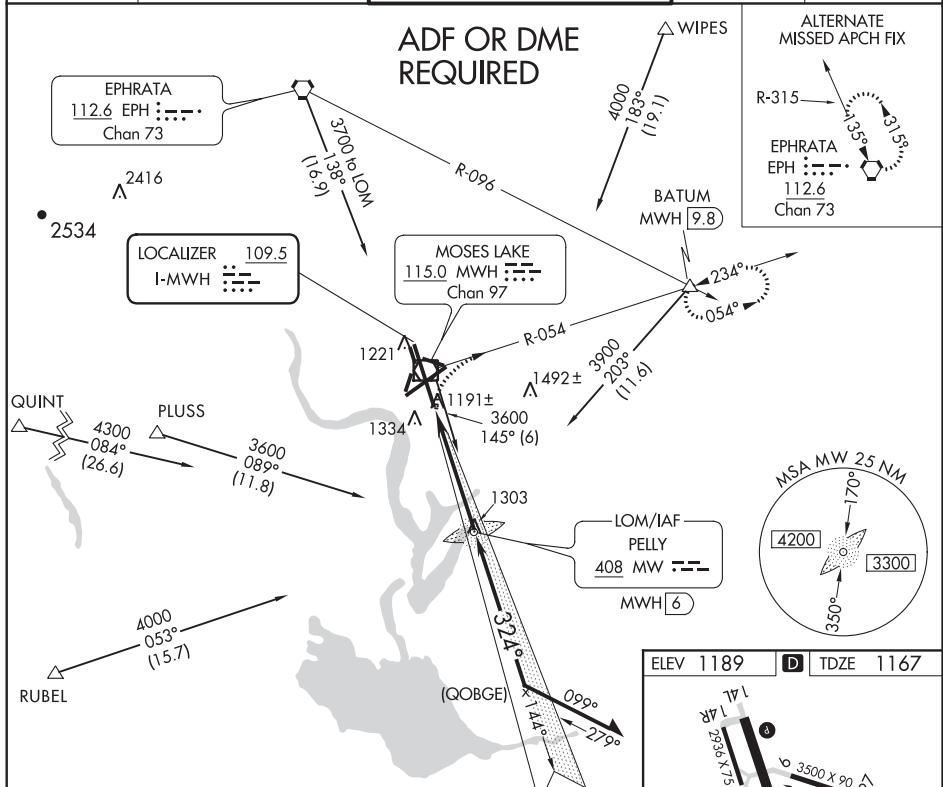 ADF OR DME
REQUIRED
WIPES
4000
183°
(19.1)
ALTERNATE
MISSED APCH FIX
R-315
135°
315°
EPHRATA
EPH
112.6
Chan 73
EPHRATA
112.6 EPH
Chan 73
3700 to LOM
138°
(16.9)
R-096
2416
2534
BATUM
MWH 9.8
LOCALIZER 109.5
I-MWH
MOSES LAKE
115.0 MWH
Chan 97
234°
054°
R-054
3900
203°
(11.6)
1221
1492±
1191±
1334
3600
145° (6)
QUINT
4300
084°
(26.6)
PLUSS
3600
089°
(11.8)
1303
LOM/IAF
PELLY
408 MW
MWH 6
MSA MW 25 NM
170°
4200
3300
350°
4000
053°
(15.7)
RUBEL
324°
(QOBGE)
x
144°
099°
279°
ELEV 1189 D TDZE 1167
14L
14R
2936 X 75
P
9
3500 X 90
27